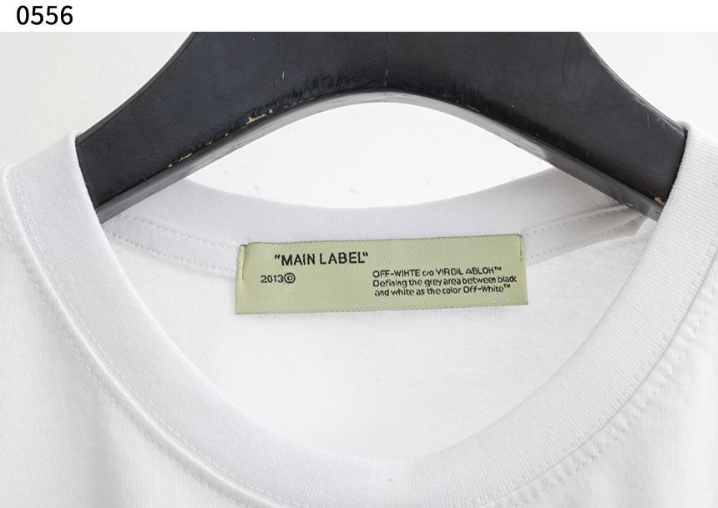 0556
"MAIN LABEL"
2013©
OFF-WIHTE c/o VIRGIL ABLOH™
Defining the grey area between black
and white as the color Off-White™